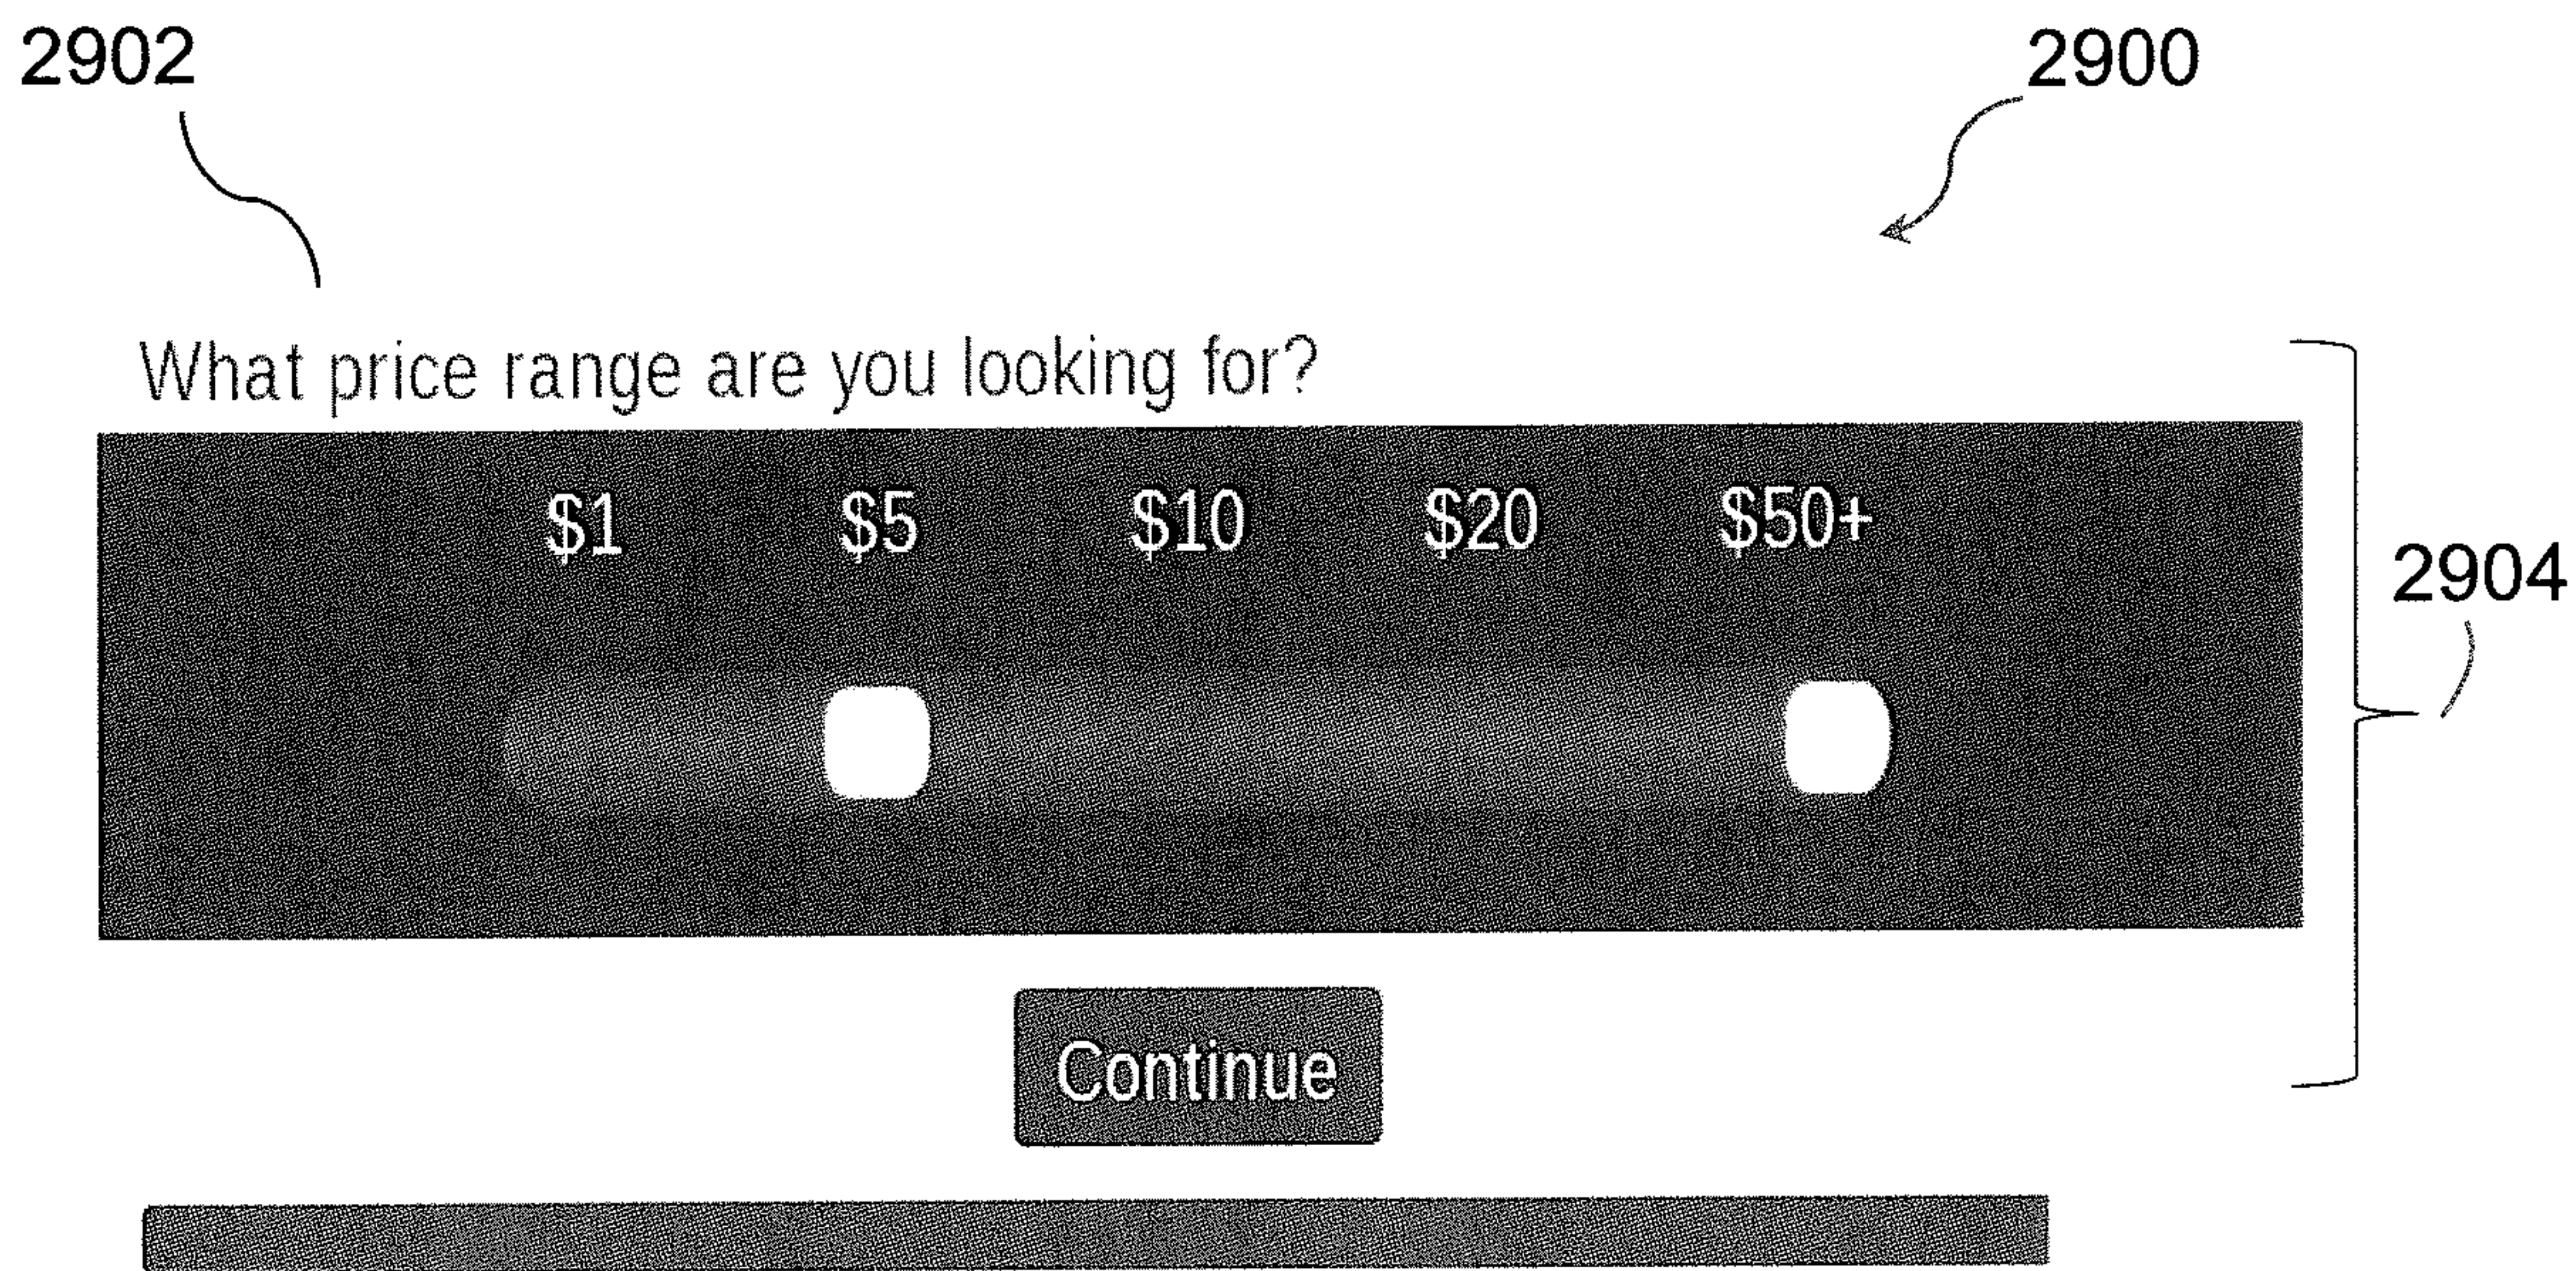 2902
2900
What price range are you looking for?
$1 $5 $10 $20 $50+
2904
Continue